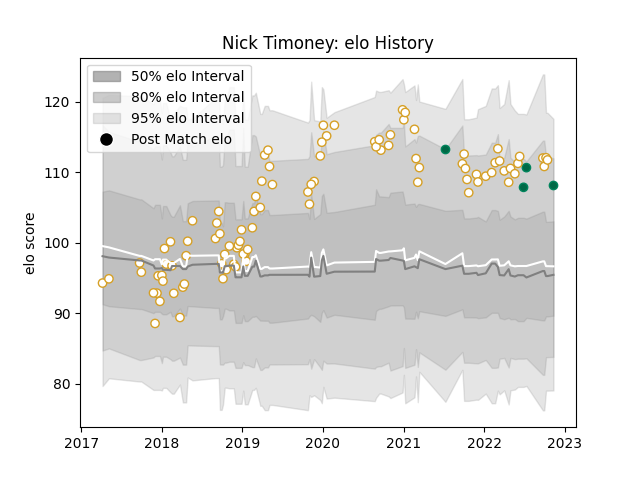 Nick Timoney: elo History
50% elo Interval
80% elo Interval
95% elo Interval
Post Match elo
elo score
120
110
100
90
80
2017 2018 2019 2020 2021 2022 2023